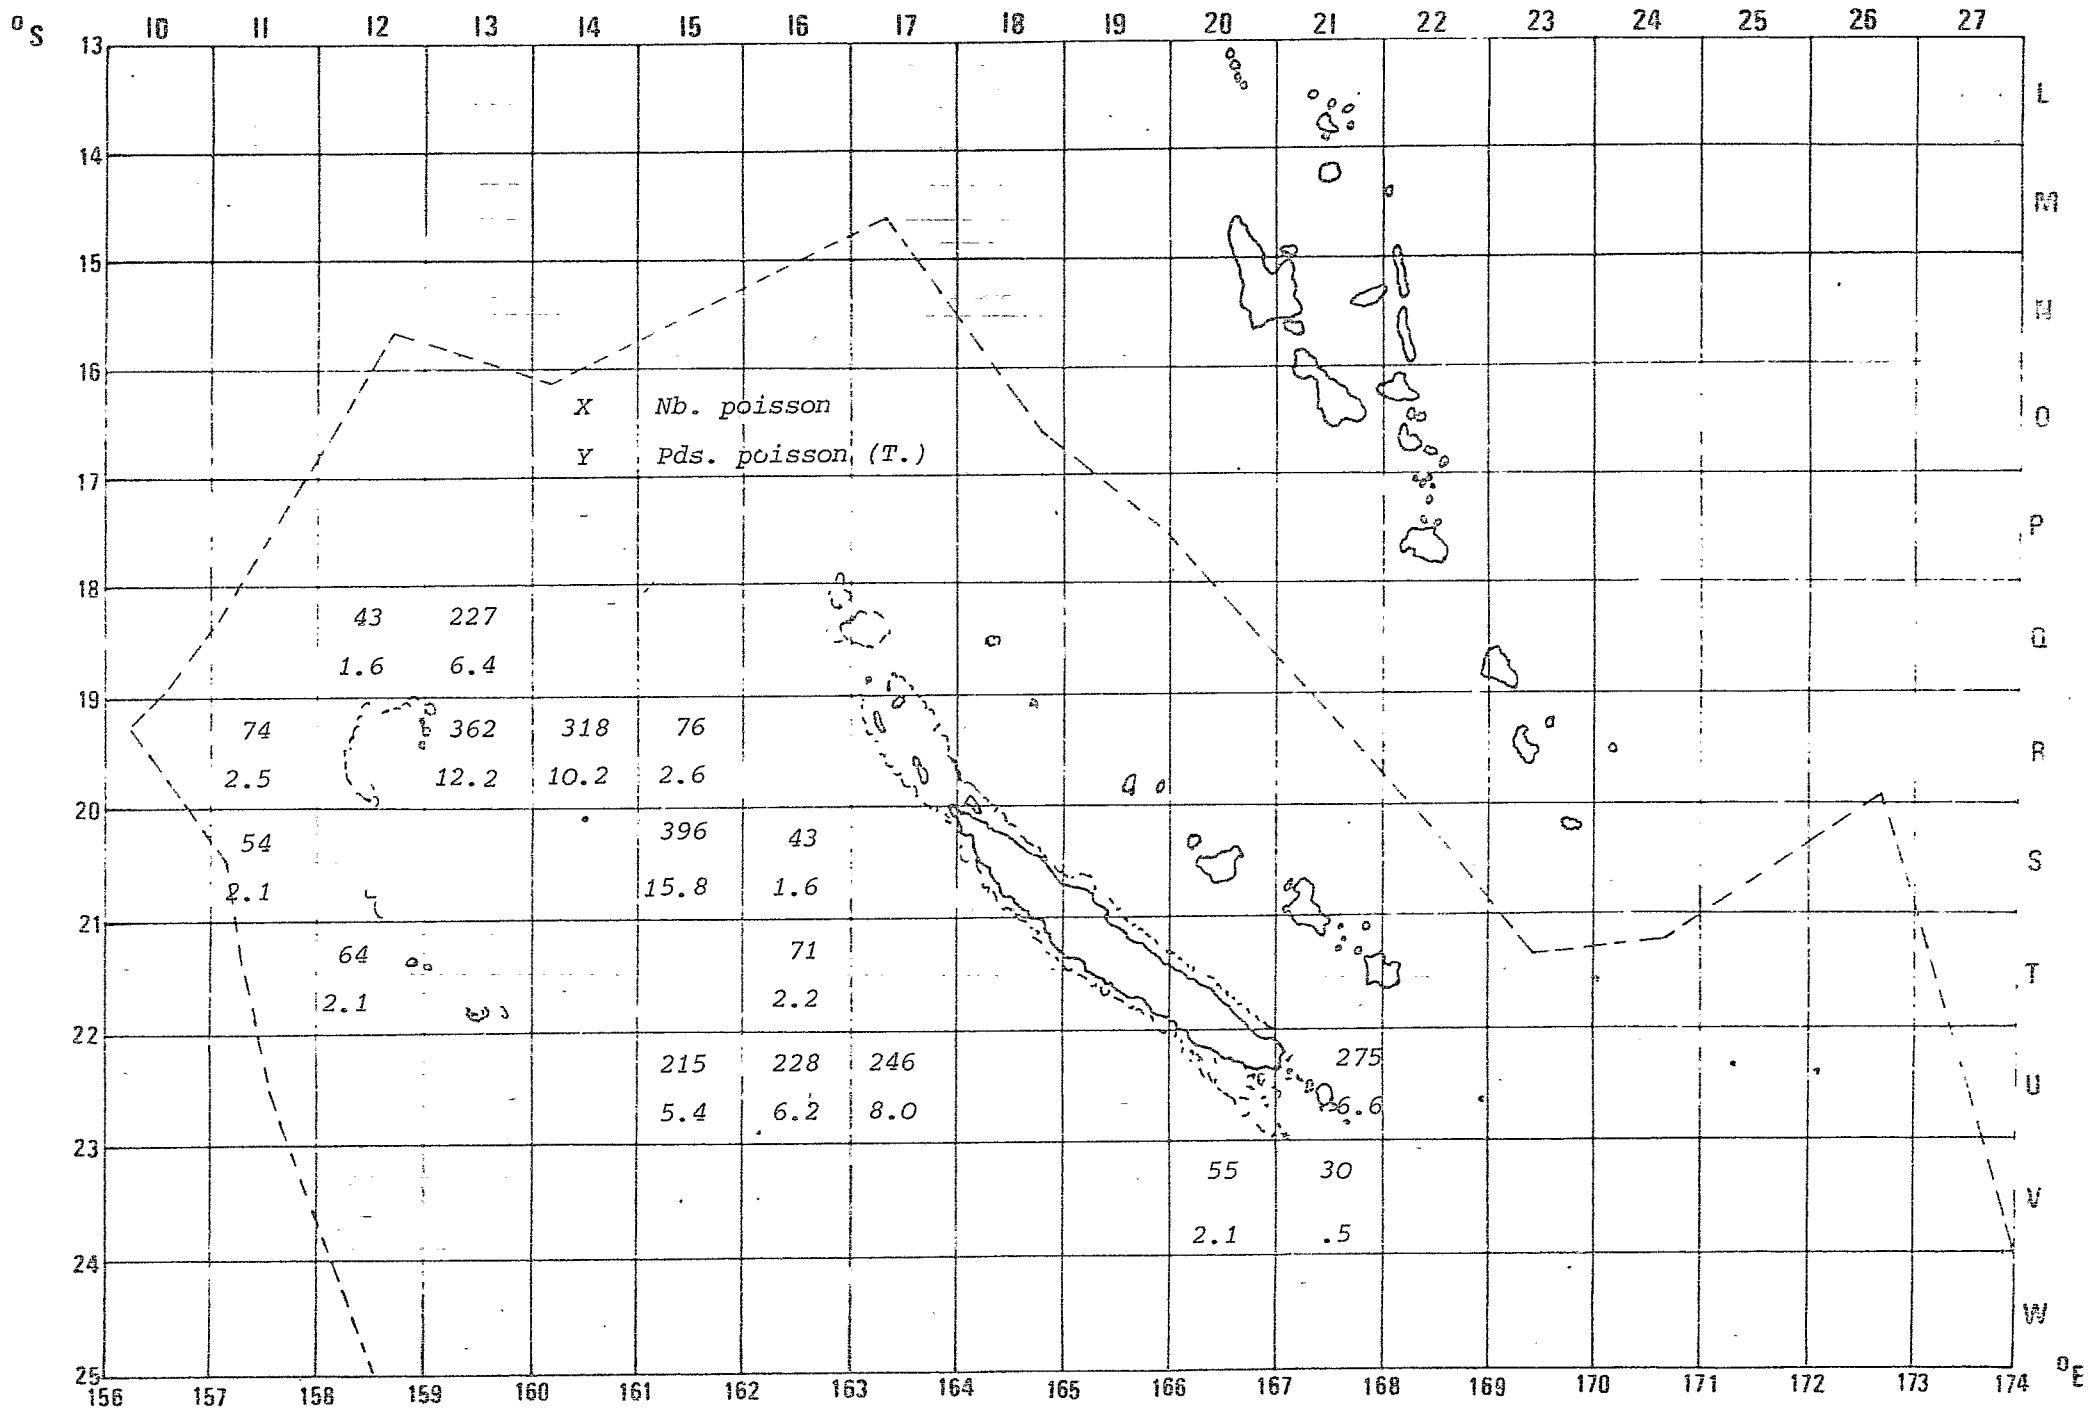 °S 10 11 12 13 14 15 16 17 18 19 20 21 22 23 24 25 26 27
13
L
14
M
15
N
16
X Nb. poisson
O
Y Pds. poisson (T.)
17
P
18
43 227
Q
1.6 6.4
19
74 362 318 76
R
2.5 12.2 10.2 2.6
20
54 396 43
S
2.1 15.8 1.6
21
64 71
T
2.1 2.2
22
215 228 246 275
U
5.4 6.2 8.0 6.6
23
55 30
V
2.1 .5
24
W
25
156 157 158 159 160 161 162 163 164 165 166 167 168 169 170 171 172 173 174 °E